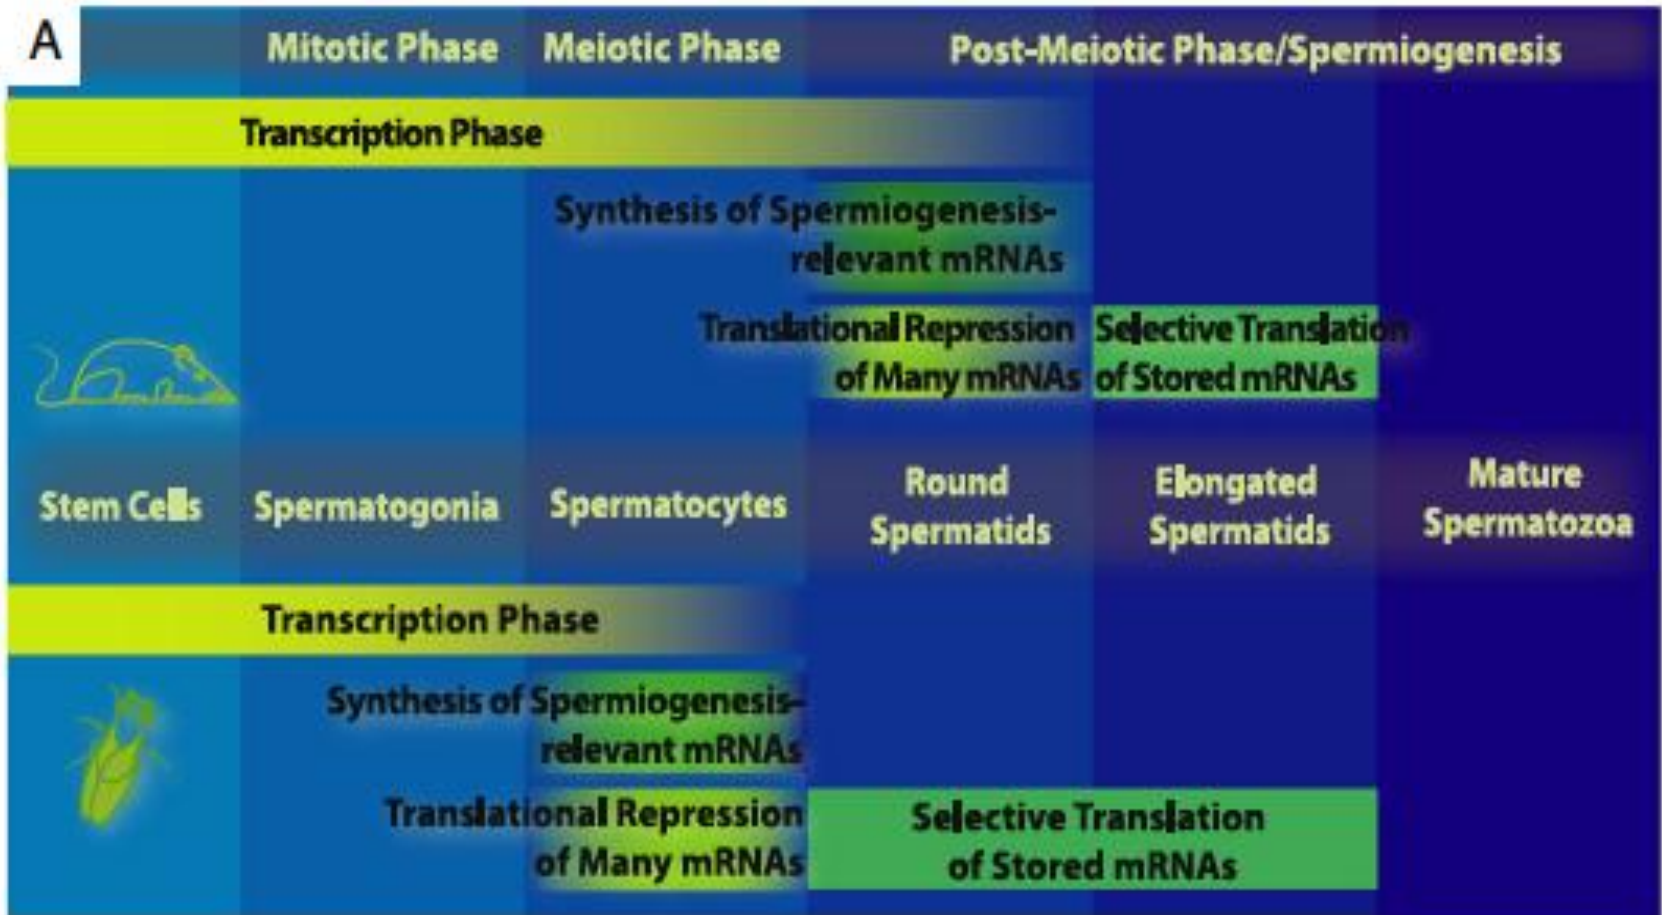 A
Mitotic Phase
Meiotic Phase
Post-Meiotic Phase/Spermiogenesis
Transcription Phase
Synthesis of Spermiogenesis-
relevant mRNAs
Translational Repression
of Many mRNAs
Selective Translation
of Stored mRNAs
Stem Cells
Spermatogonia
Spermatocytes
Round
Spermatids
Elongated
Spermatids
Mature
Spermatozoa
Transcription Phase
Synthesis of Spermiogenesis-
relevant mRNAs
Translational Repression
of Many mRNAs
Selective Translation
of Stored mRNAs